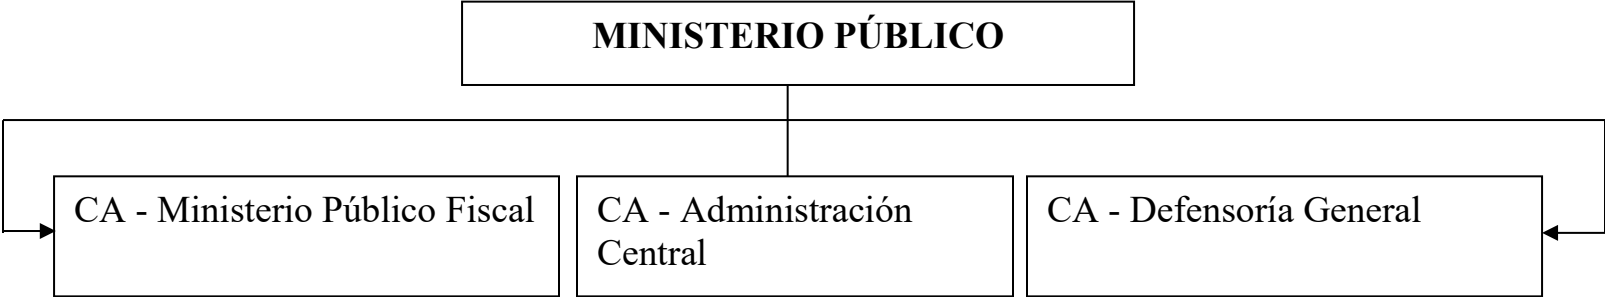 MINISTERIO PÚBLICO
CA - Ministerio Público Fiscal
CA - Administración
Central
CA - Defensoría General